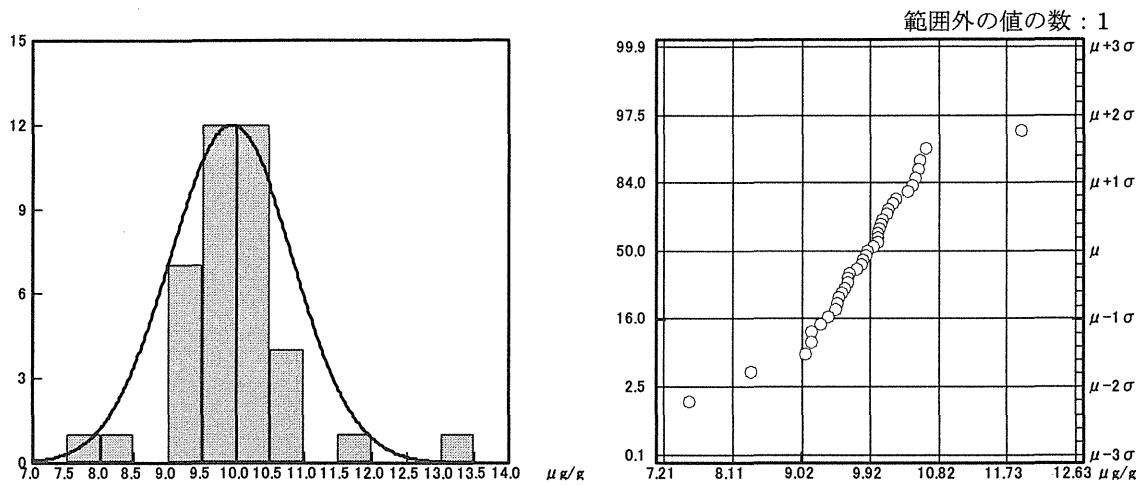 範囲外の値の数：1
15
12
9
6
3
0
7.0 7.5 8.0 8.5 9.0 9.5 10.0 10.5 11.0 11.5 12.0 12.5 13.0 13.5 14.0 μg/g
99.9 μ+3σ
97.5 μ+2σ
84.0 μ+1σ
50.0 μ
16.0 μ-1σ
2.5 μ-2σ
0.1 μ-3σ
7.21 8.11 9.02 9.92 10.82 11.73 12.63 μg/g